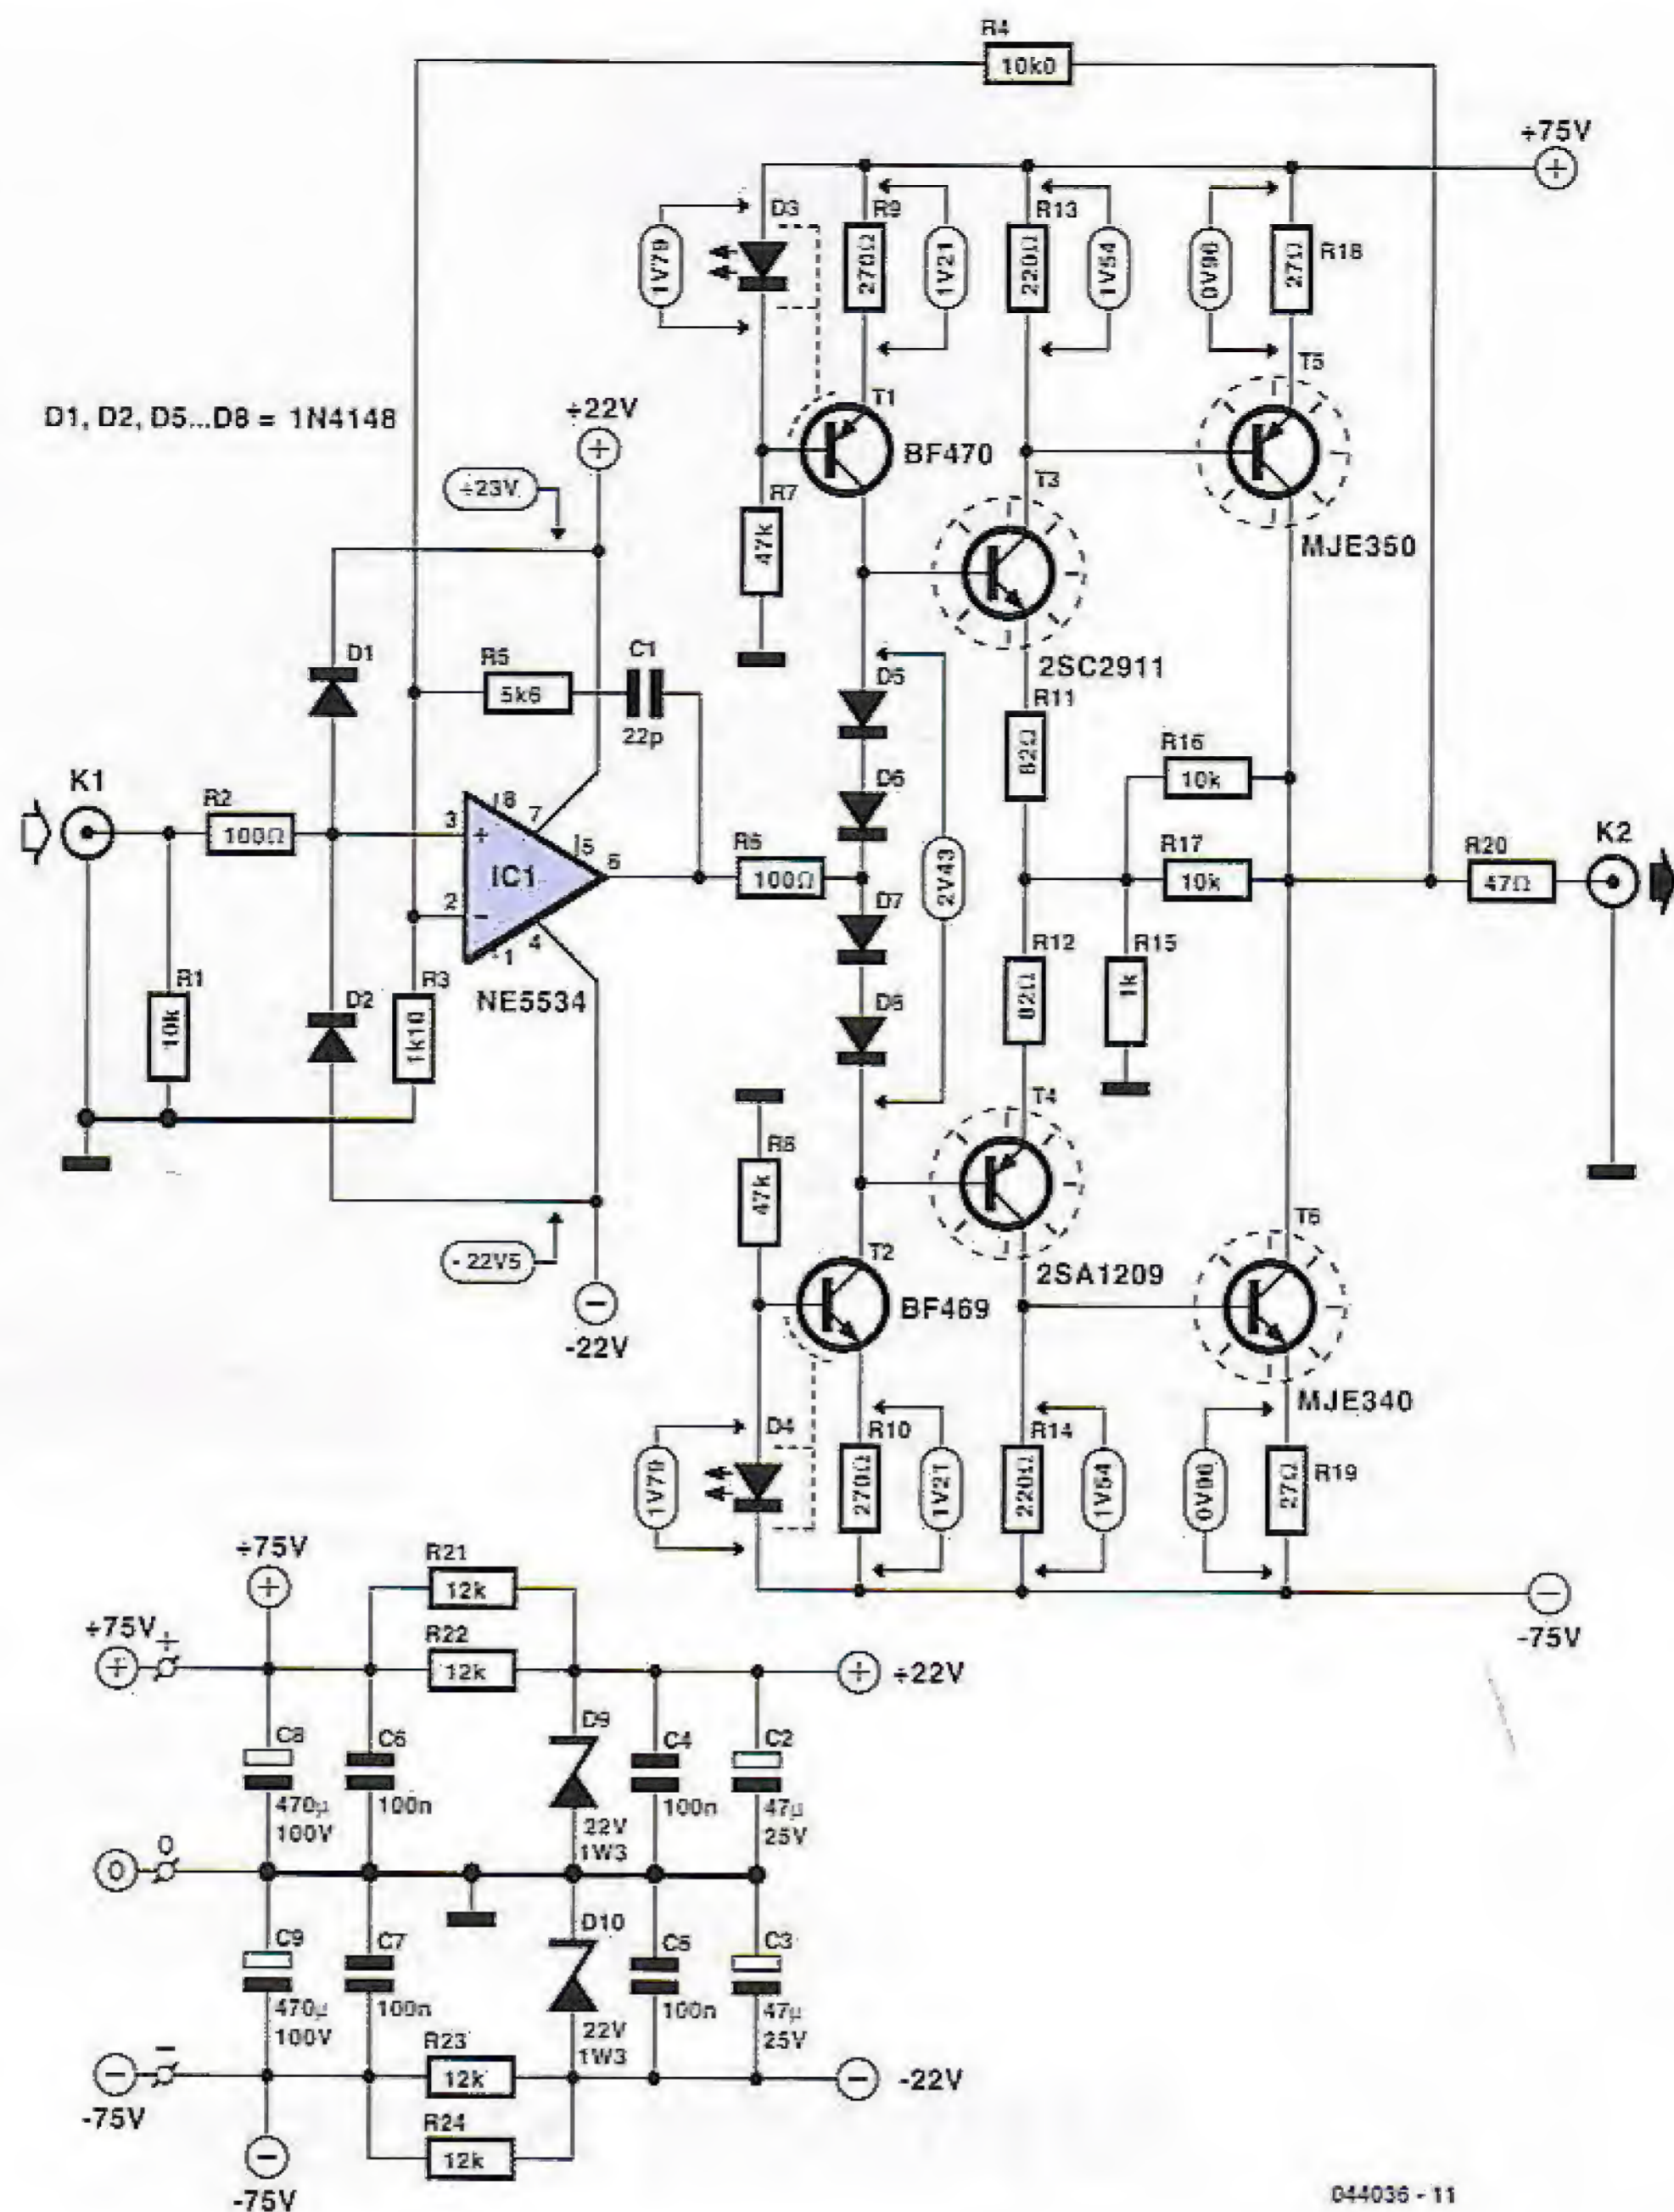 R4
10k0
+75V
D3
R9
R13
1V79
270Ω
1V21
220Ω
1V54
0V96
27Ω
R18
T5
D1, D2, D5...D8 = 1N4148
+22V
T1
BF470
+23V
R7
T3
47k
MJE350
D1
R5
C1
5k6
22p
D5
2SC2911
R11
82Ω
D6
R16
10k
K1
R2
100Ω
8
7
3
+
5
IC1
6
R6
100Ω
2V43
R17
10k
R20
47Ω
K2
2
-
1
4
D7
R12
R15
R1
10k
D2
R3
1k10
NE5534
82Ω
1k
D8
T4
R8
47k
T2
T6
2SA1209
- 22V5
BF469
-22V
MJE340
D4
R10
R14
1V79
270Ω
1V21
220Ω
1V54
0V96
27Ω
R19
+75V
R21
12k
-75V
+75V
+
R22
12k
+22V
C8
C6
D9
C4
C2
470µ
100V
100n
22V
1W3
100n
47µ
25V
0
0
C9
C7
D10
C5
C3
470µ
100V
100n
22V
1W3
100n
47µ
25V
R23
12k
-22V
-
-75V
R24
12k
-75V
044036 - 11